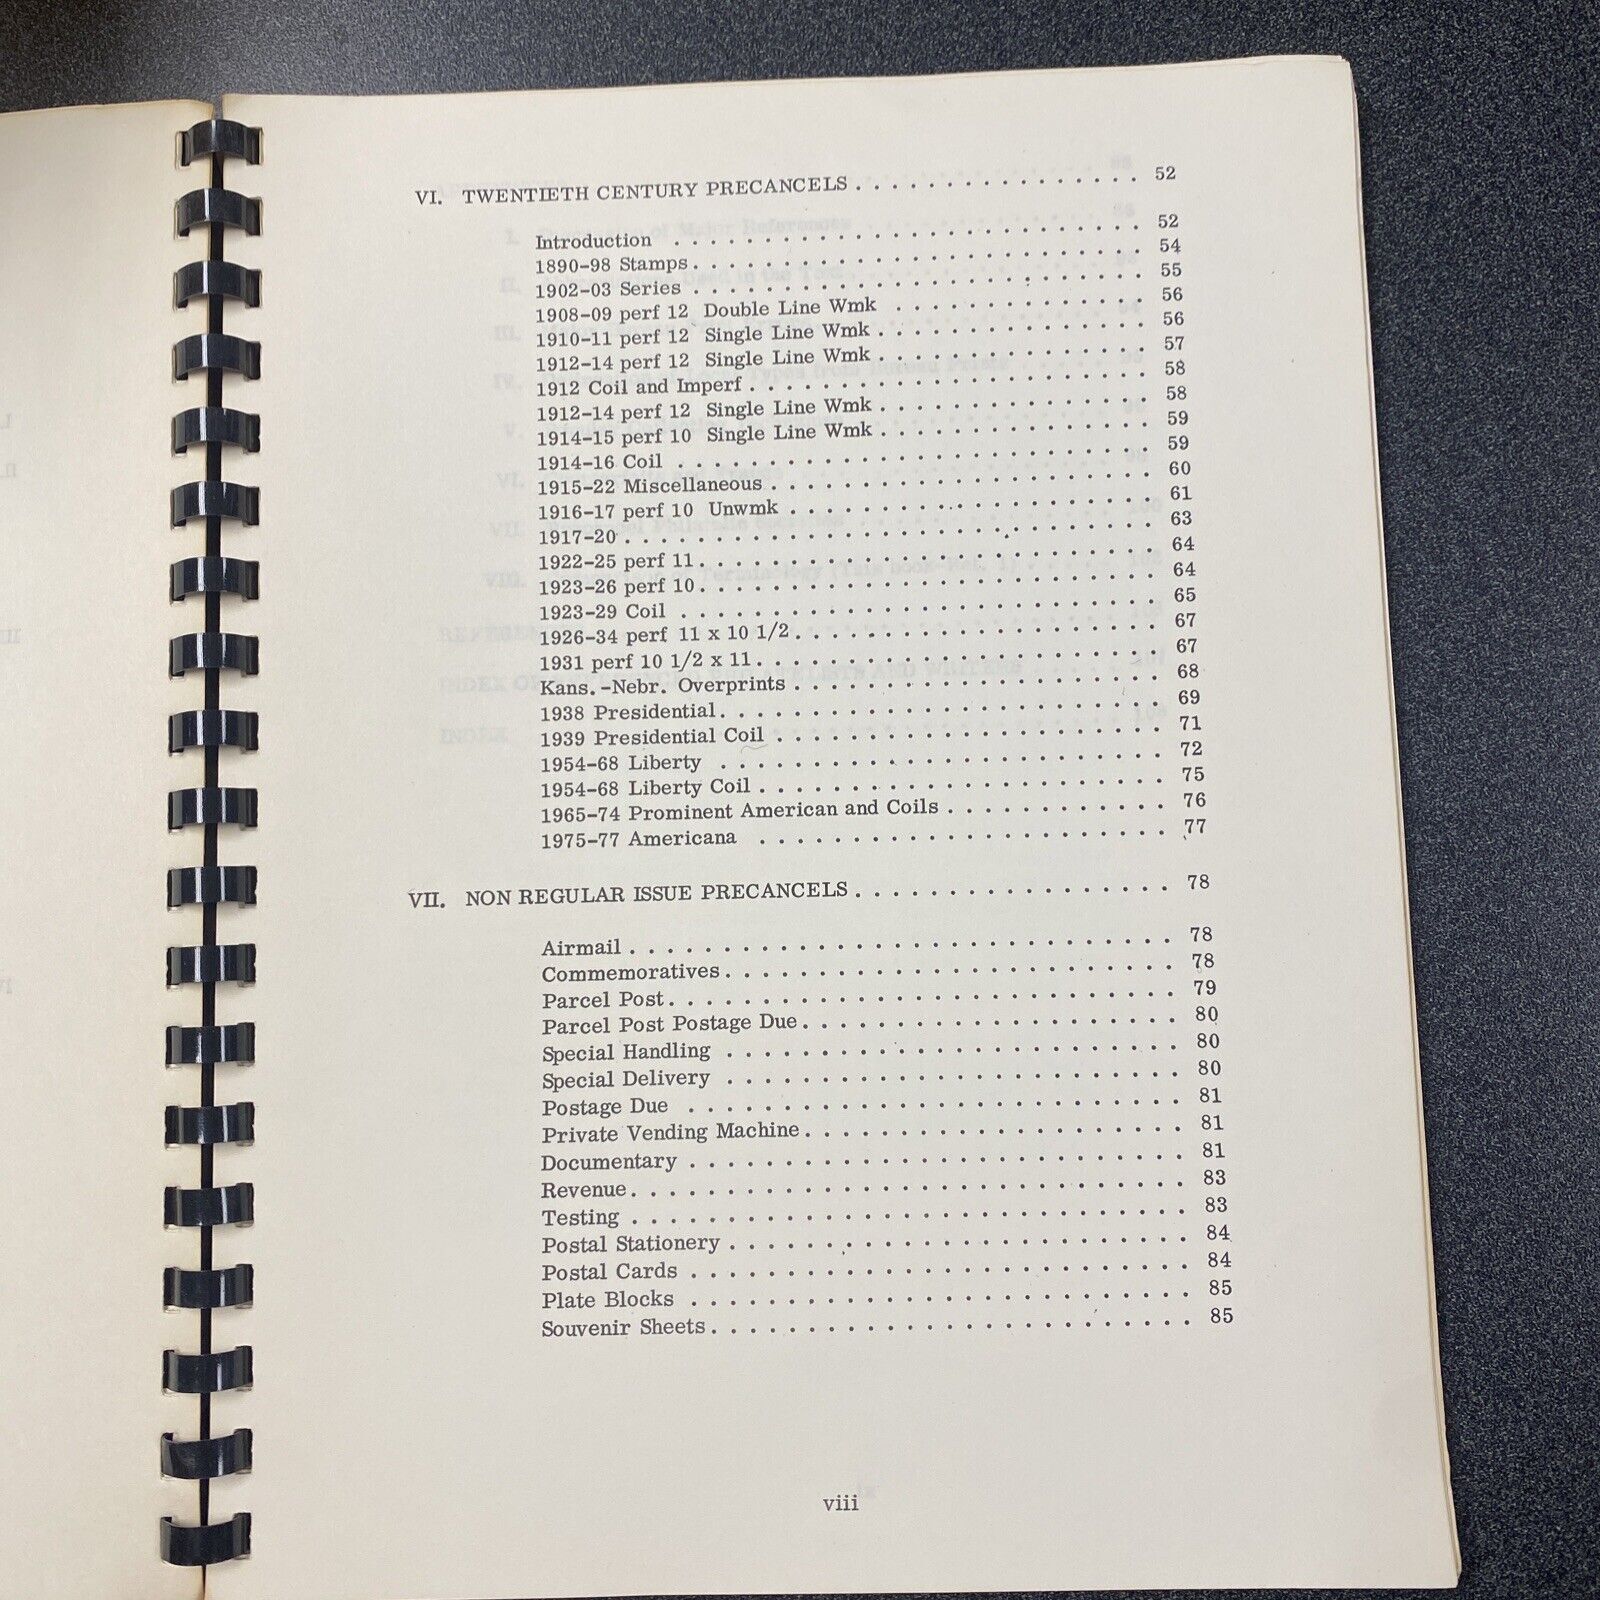 VI. TWENTIETH CENTURY PRECANCELS . . . . . . . . . . . . . . . . 52
Introduction . . . . . . . . . . . . . . . . . . . . . . . . . . 52
1890-98 Stamps . . . . . . . . . . . . . . . . . . . . . . . . . 54
1902-03 Series . . . . . . . . . . . . . . . . . . . . . . . . . 55
1908-09 perf 12 Double Line Wmk . . . . . . . . . . . . . . 56
1910-11 perf 12 Single Line Wmk . . . . . . . . . . . . . . . 56
1912-14 perf 12 Single Line Wmk . . . . . . . . . . . . . . . 57
1912 Coil and Imperf . . . . . . . . . . . . . . . . . . . . . . 58
1912-14 perf 12 Single Line Wmk . . . . . . . . . . . . . . . 58
1914-15 perf 10 Single Line Wmk . . . . . . . . . . . . . . . 59
1914-16 Coil . . . . . . . . . . . . . . . . . . . . . . . . . . 59
1915-22 Miscellaneous . . . . . . . . . . . . . . . . . . . . . 60
1916-17 perf 10 Unwmk . . . . . . . . . . . . . . . . . . . . 61
1917-20 . . . . . . . . . . . . . . . . . . . . . . . . . . . . 63
1922-25 perf 11 . . . . . . . . . . . . . . . . . . . . . . . . 64
1923-26 perf 10 . . . . . . . . . . . . . . . . . . . . . . . . 64
1923-29 Coil . . . . . . . . . . . . . . . . . . . . . . . . . . 65
1926-34 perf 11 x 10 1/2 . . . . . . . . . . . . . . . . . . . . 67
1931 perf 10 1/2 x 11 . . . . . . . . . . . . . . . . . . . . . . 67
Kans.-Nebr. Overprints . . . . . . . . . . . . . . . . . . . . 68
1938 Presidential . . . . . . . . . . . . . . . . . . . . . . . . 69
1939 Presidential Coil . . . . . . . . . . . . . . . . . . . . . 71
1954-68 Liberty . . . . . . . . . . . . . . . . . . . . . . . . 72
1954-68 Liberty Coil . . . . . . . . . . . . . . . . . . . . . . 75
1965-74 Prominent American and Coils . . . . . . . . . . . . 76
1975-77 Americana . . . . . . . . . . . . . . . . . . . . . . 77
VII. NON REGULAR ISSUE PRECANCELS . . . . . . . . . . . . . . . . . 78
Airmail . . . . . . . . . . . . . . . . . . . . . . . . . . . . . 78
Commemoratives . . . . . . . . . . . . . . . . . . . . . . . . 78
Parcel Post . . . . . . . . . . . . . . . . . . . . . . . . . . . 79
Parcel Post Postage Due . . . . . . . . . . . . . . . . . . . . 80
Special Handling . . . . . . . . . . . . . . . . . . . . . . . . 80
Special Delivery . . . . . . . . . . . . . . . . . . . . . . . . 80
Postage Due . . . . . . . . . . . . . . . . . . . . . . . . . . 81
Private Vending Machine . . . . . . . . . . . . . . . . . . . . 81
Documentary . . . . . . . . . . . . . . . . . . . . . . . . . . 81
Revenue . . . . . . . . . . . . . . . . . . . . . . . . . . . . . 83
Testing . . . . . . . . . . . . . . . . . . . . . . . . . . . . . 83
Postal Stationery . . . . . . . . . . . . . . . . . . . . . . . . 84
Postal Cards . . . . . . . . . . . . . . . . . . . . . . . . . . 84
Plate Blocks . . . . . . . . . . . . . . . . . . . . . . . . . . 85
Souvenir Sheets . . . . . . . . . . . . . . . . . . . . . . . . . 85
viii